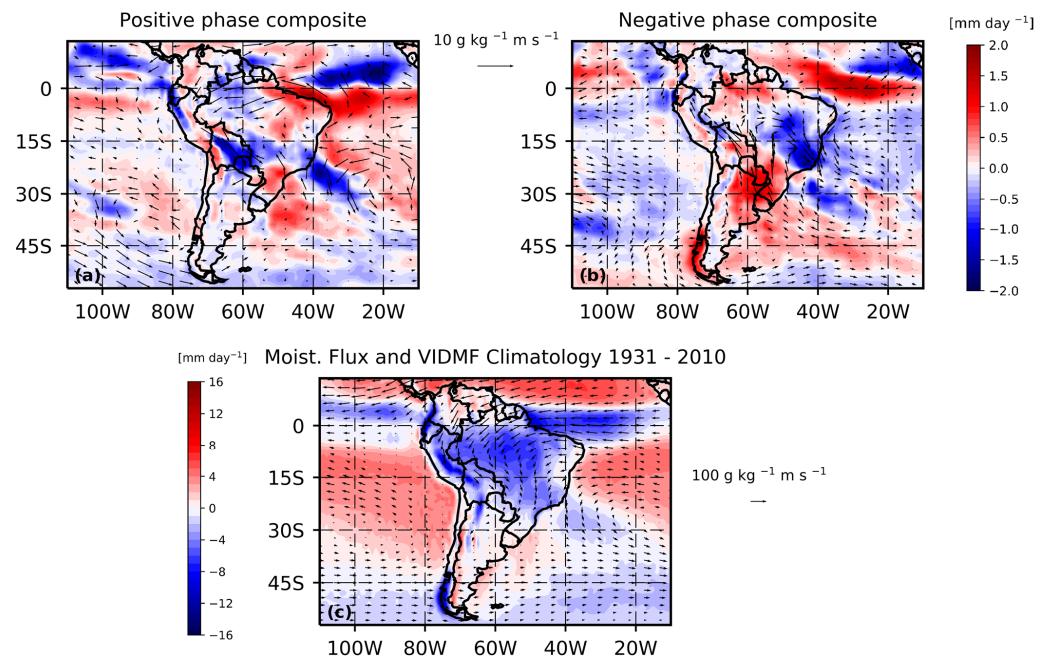 Positive phase composite
Negative phase composite
[mm day ⁻¹]
10 g kg ⁻¹ m s ⁻¹
0
15S
30S
45S
(a)
100W 80W 60W 40W 20W
0
15S
30S
45S
(b)
100W 80W 60W 40W 20W
2.0
1.5
1.0
0.5
0.0
−0.5
−1.0
−1.5
−2.0
[mm day⁻¹]
Moist. Flux and VIDMF Climatology 1931 - 2010
16
12
8
4
0
−4
−8
−12
−16
0
15S
30S
45S
(c)
100W 80W 60W 40W 20W
100 g kg ⁻¹ m s ⁻¹